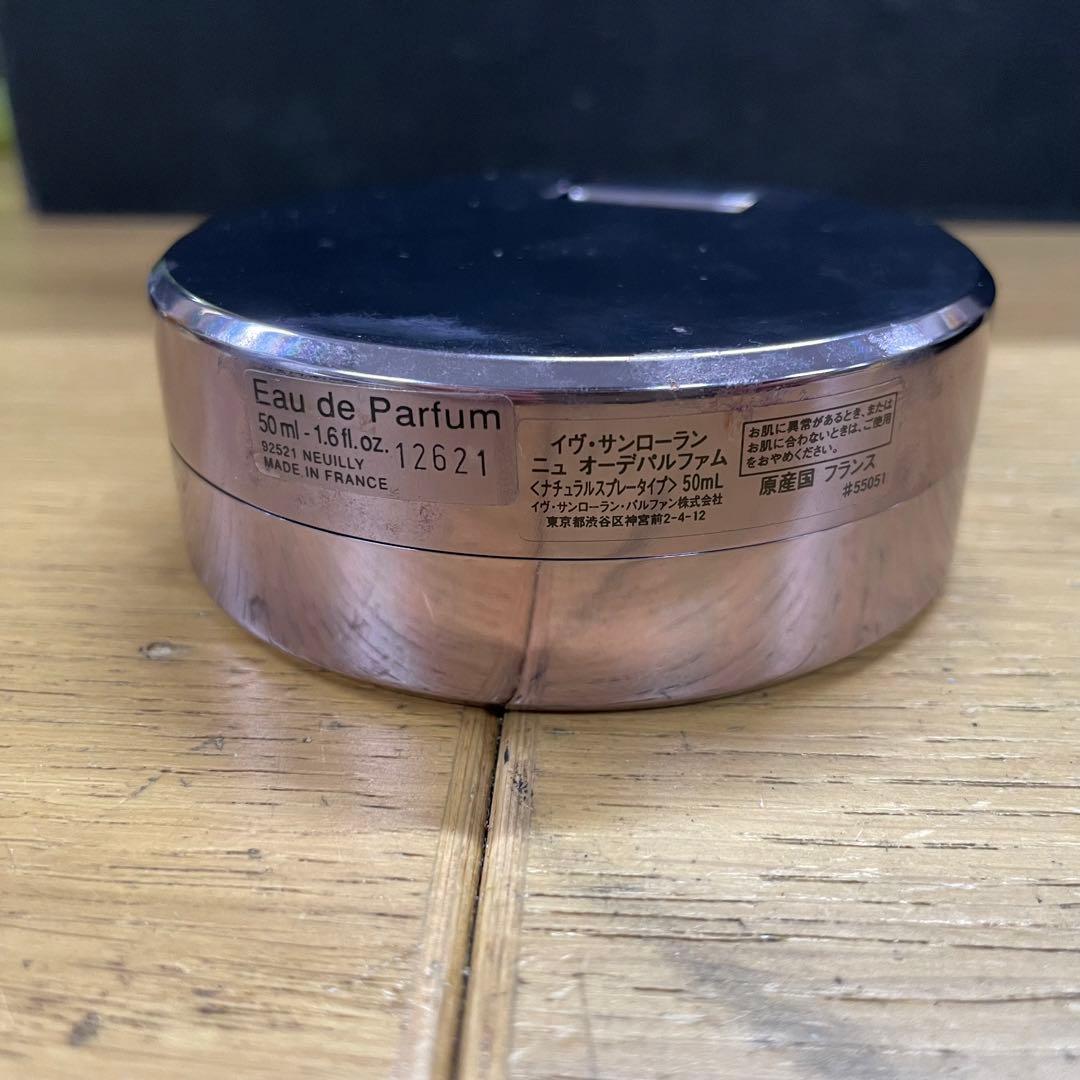 Eau de Parfum
50 ml - 1.6 fl.oz.
12621
92521 NEUILLY
MADE IN FRANCE
イヴ・サンローラン
ニュ オーデパルファム
<ナチュラルスプレータイプ> 50mL
イヴ・サンローラン・パルファン株式会社
東京都渋谷区神宮前2-4-12
お肌に異常があるとき、または
お肌に合わないときは、ご使用
をおやめください。
原産国 フランス
#55051